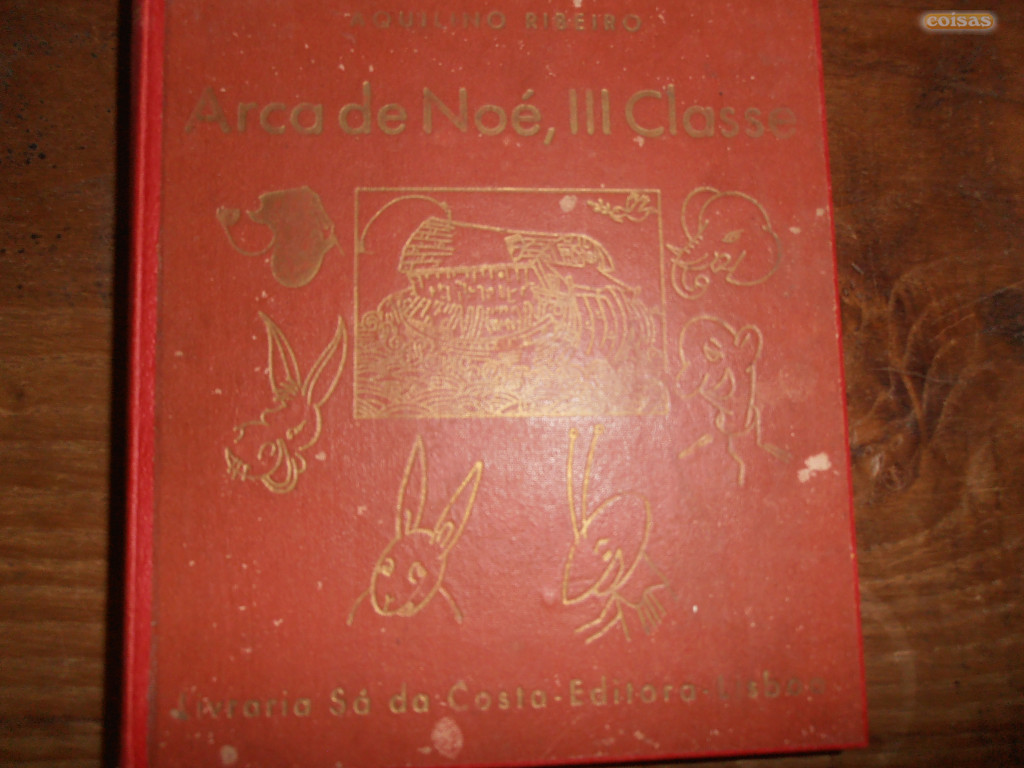 coisas
AQUILINO RIBEIRO
Arca de Noé, III Classe
Livraria Sá da Costa-Editora-Lisboa